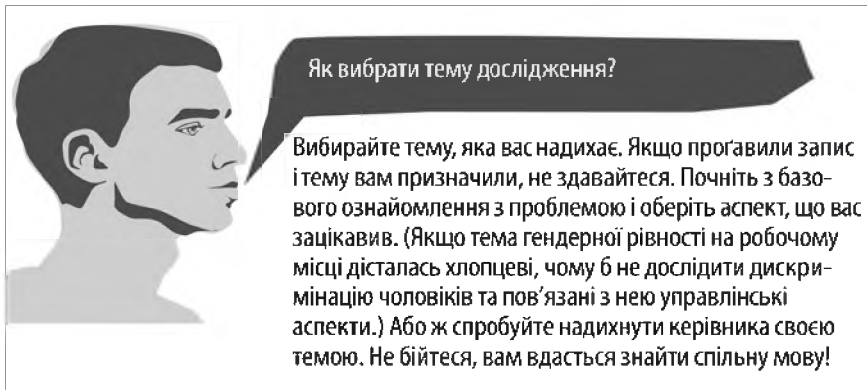 Як вибрати тему дослідження?
Вибирайте тему, яка вас надихає. Якщо проґавили запис
і тему вам призначили, не здавайтеся. Почніть з базо-
вого ознайомлення з проблемою і оберіть аспект, що вас
зацікавив. (Якщо тема гендерної рівності на робочому
місці дісталась хлопцеві, чому б не дослідити дискри-
мінацію чоловіків та пов’язані з нею управлінські
аспекти.) Або ж спробуйте надихнути керівника своєю
темою. Не бійтеся, вам вдасться знайти спільну мову!